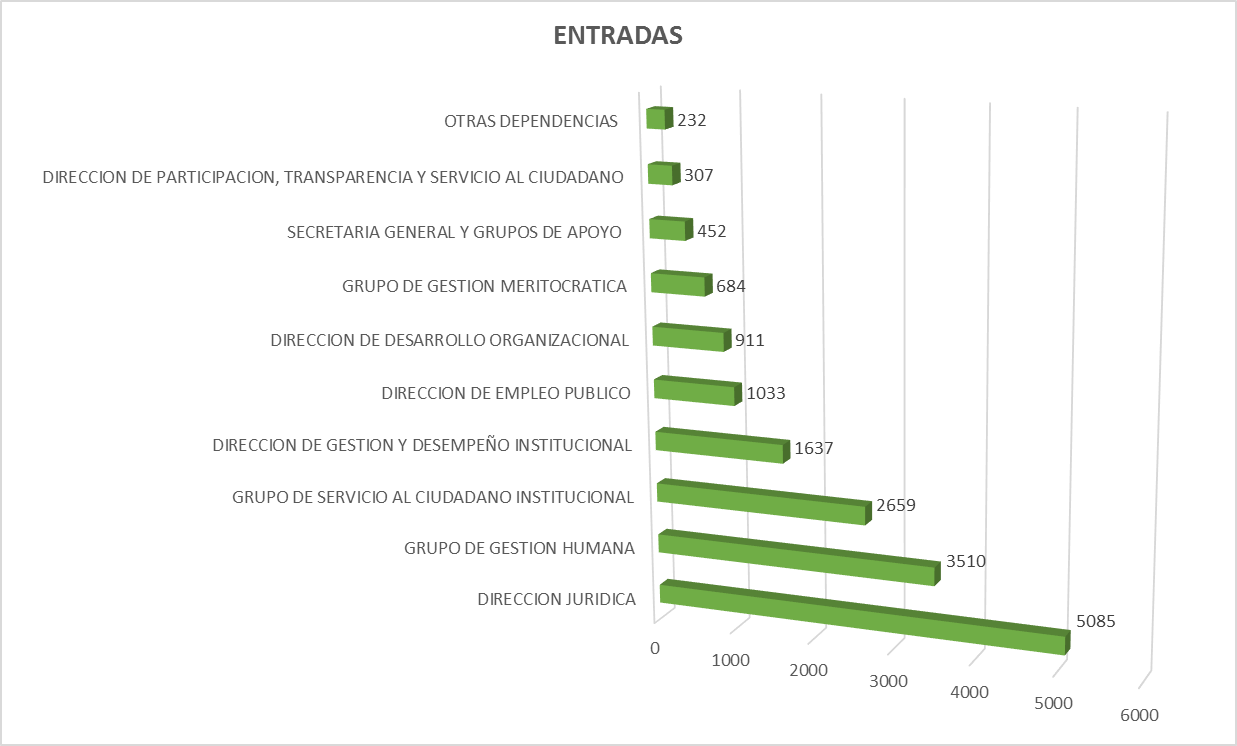 ENTRADAS
OTRAS DEPENDENCIAS 232
DIRECCION DE PARTICIPACION, TRANSPARENCIA Y SERVICIO AL CIUDADANO 307
SECRETARIA GENERAL Y GRUPOS DE APOYO 452
GRUPO DE GESTION MERITOCRATICA 684
DIRECCION DE DESARROLLO ORGANIZACIONAL 911
DIRECCION DE EMPLEO PUBLICO 1033
DIRECCION DE GESTION Y DESEMPEÑO INSTITUCIONAL 1637
GRUPO DE SERVICIO AL CIUDADANO INSTITUCIONAL 2659
GRUPO DE GESTION HUMANA 3510
DIRECCION JURIDICA 5085
0 1000 2000 3000 4000 5000 6000